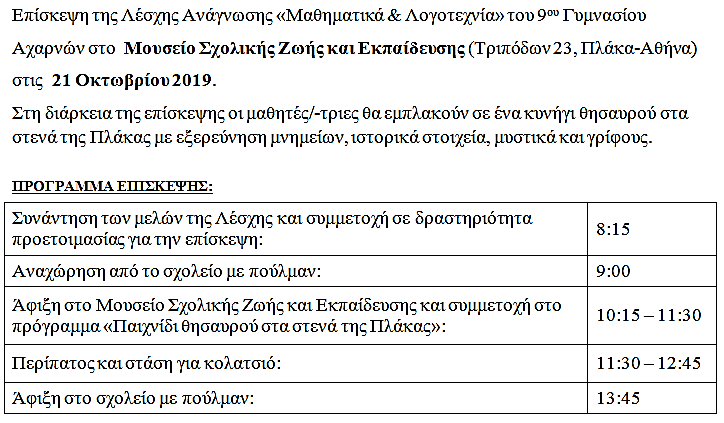 Επίσκεψη της Λέσχης Ανάγνωσης «Μαθηματικά & Λογοτεχνία» του 9ου Γυμνασίου
Αχαρνών στο Μουσείο Σχολικής Ζωής και Εκπαίδευσης (Τριπόδων 23, Πλάκα-Αθήνα)
στις 21 Οκτωβρίου 2019.
Στη διάρκεια της επίσκεψης οι μαθητές/-τριες θα εμπλακούν σε ένα κυνήγι θησαυρού στα
στενά της Πλάκας με εξερεύνηση μνημείων, ιστορικά στοιχεία, μυστικά και γρίφους.
ΠΡΟΓΡΑΜΜΑ ΕΠΙΣΚΕΨΗΣ:
Συνάντηση των μελών της Λέσχης και συμμετοχή σε δραστηριότητα
προετοιμασίας για την επίσκεψη:
8:15
Αναχώρηση από το σχολείο με πούλμαν:
9:00
Άφιξη στο Μουσείο Σχολικής Ζωής και Εκπαίδευσης και συμμετοχή στο
πρόγραμμα «Παιχνίδι θησαυρού στα στενά της Πλάκας»:
10:15 – 11:30
Περίπατος και στάση για κολατσιό:
11:30 – 12:45
Άφιξη στο σχολείο με πούλμαν:
13:45